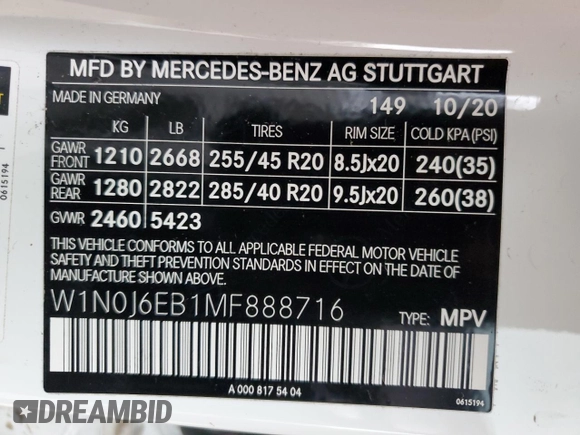 MFD BY MERCEDES-BENZ AG STUTTGART
MADE IN GERMANY 149 10/20
KG LB TIRES RIM SIZE COLD KPA(PSI)
GAWR FRONT 1210 2668 255/45 R20 8.5Jx20 240(35)
GAWR REAR 1280 2822 285/40 R20 9.5Jx20 260(38)
GVWR 2460 5423
THIS VEHICLE CONFORMS TO ALL APPLICABLE FEDERAL MOTOR VEHICLE
SAFETY AND THEFT PREVENTION STANDARDS IN EFFECT ON THE DATE
OF MANUFACTURE SHOWN ABOVE.
W1N0J6EB1MF888716 TYPE: MPV
A 000 817 54 04
0615194
0615194
DREAMBID